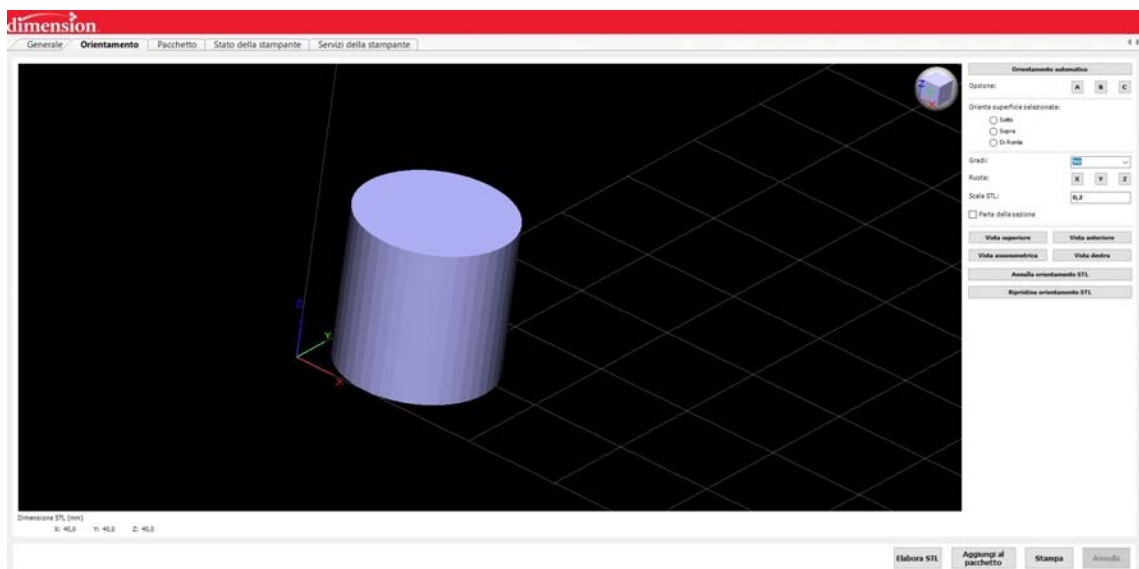 dimension
Generale Orientamento Pacchetto Stato della stampante Servizi della stampante
Orientamento automatico
Opzione: A B C
Orienta superficie selezionata:
Sotto
Sopra
Di fronte
Gradi: 90
Ruota: X Y Z
Scala STL: 0,2
Parte della sezione
Vista superiore Vista anteriore
Vista assonometrica Vista destra
Annulla orientamento STL
Ripristina orientamento STL
Z
X
Z
Y
X
Dimensione STL (mm)
X: 40,0 Y: 40,0 Z: 40,0
Elabora STL Aggiungi al pacchetto Stampa Annulla